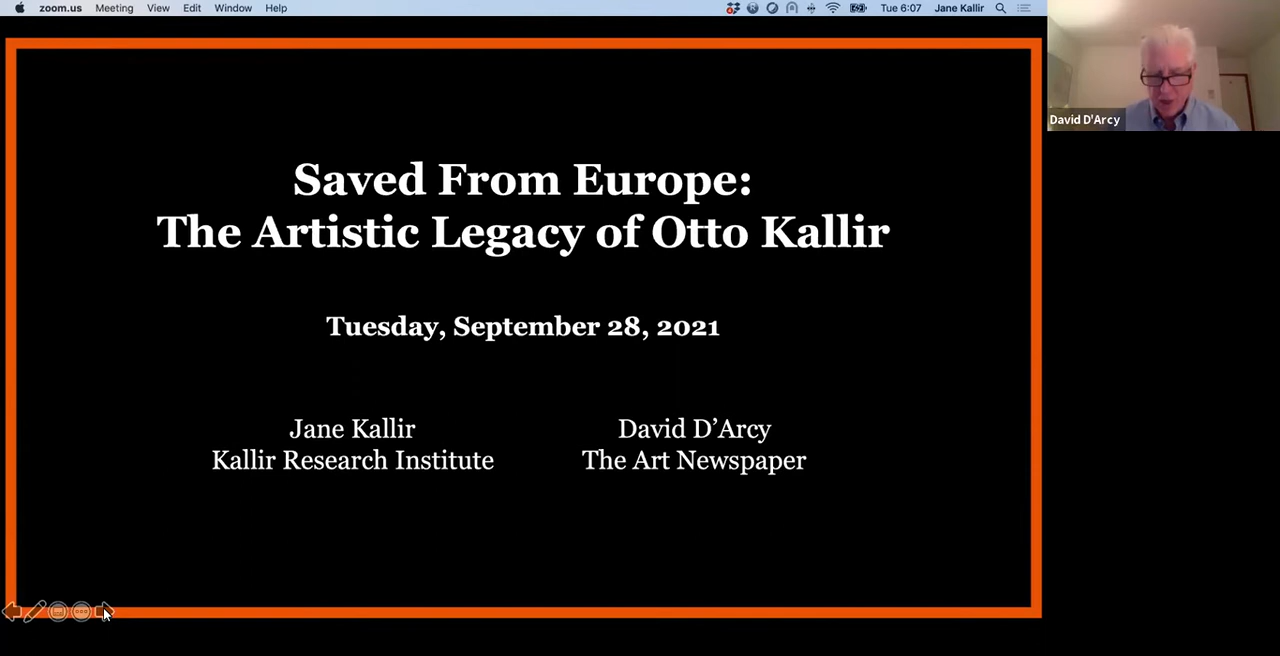 zoom.us Meeting View Edit Window Help Tue 6:07 Jane Kallir
David D'Arcy
Saved From Europe:
The Artistic Legacy of Otto Kallir
Tuesday, September 28, 2021
Jane Kallir David D’Arcy
Kallir Research Institute The Art Newspaper